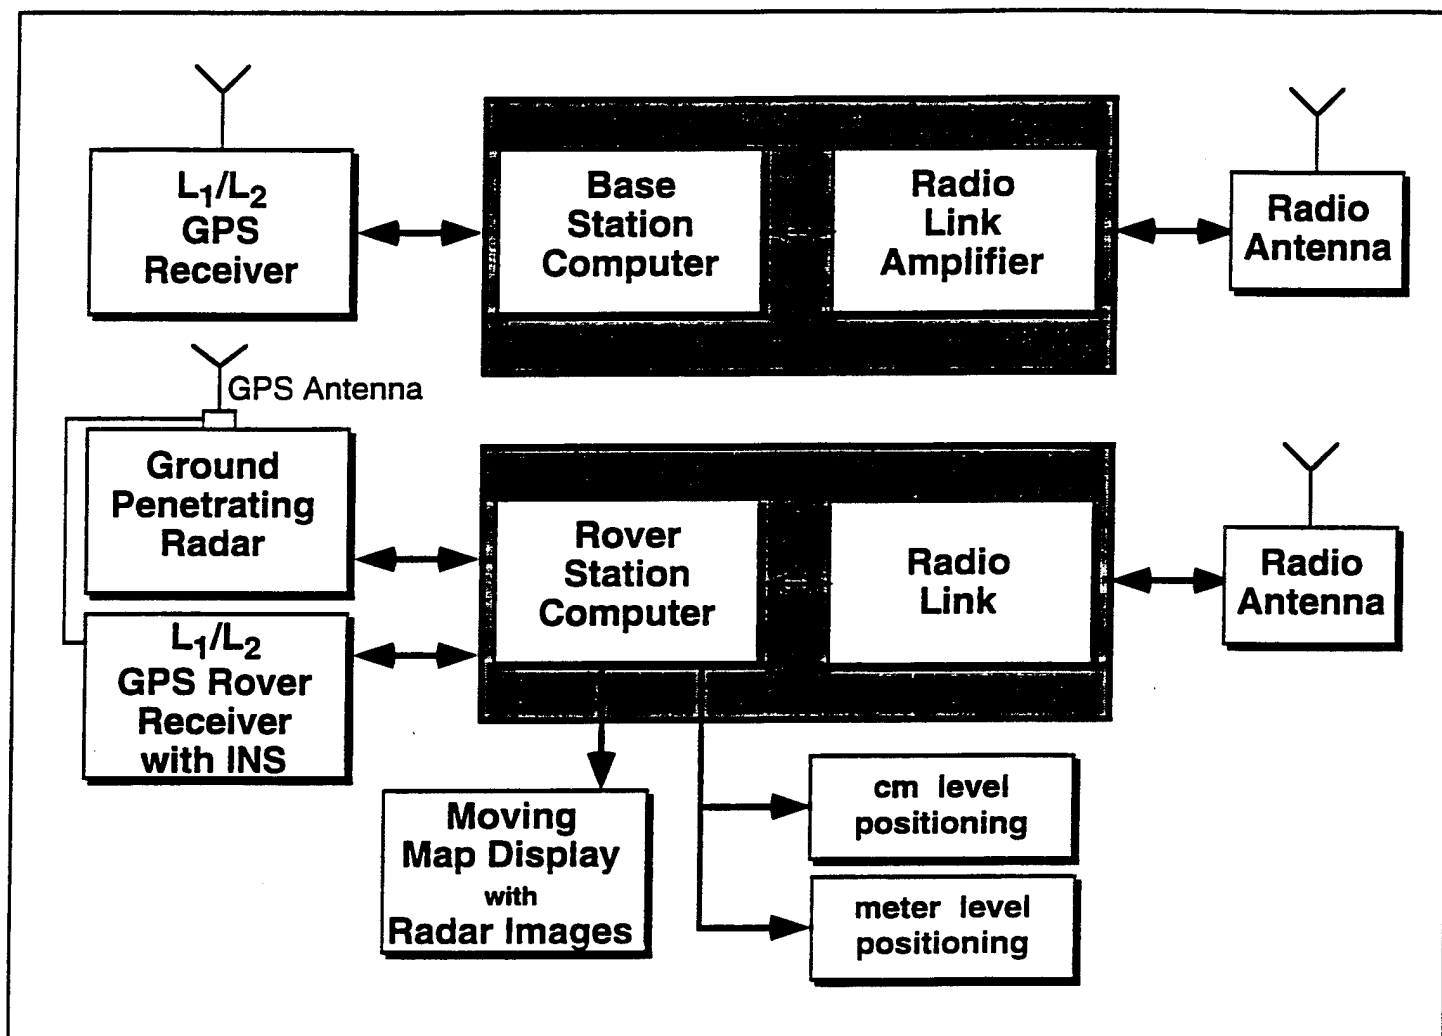 L1/L2
GPS
Receiver
Base
Station
Computer
Radio
Link
Amplifier
Radio
Antenna
GPS Antenna
Ground
Penetrating
Radar
L1/L2
GPS Rover
Receiver
with INS
Rover
Station
Computer
Radio
Link
Radio
Antenna
Moving
Map Display
with
Radar Images
cm level
positioning
meter level
positioning